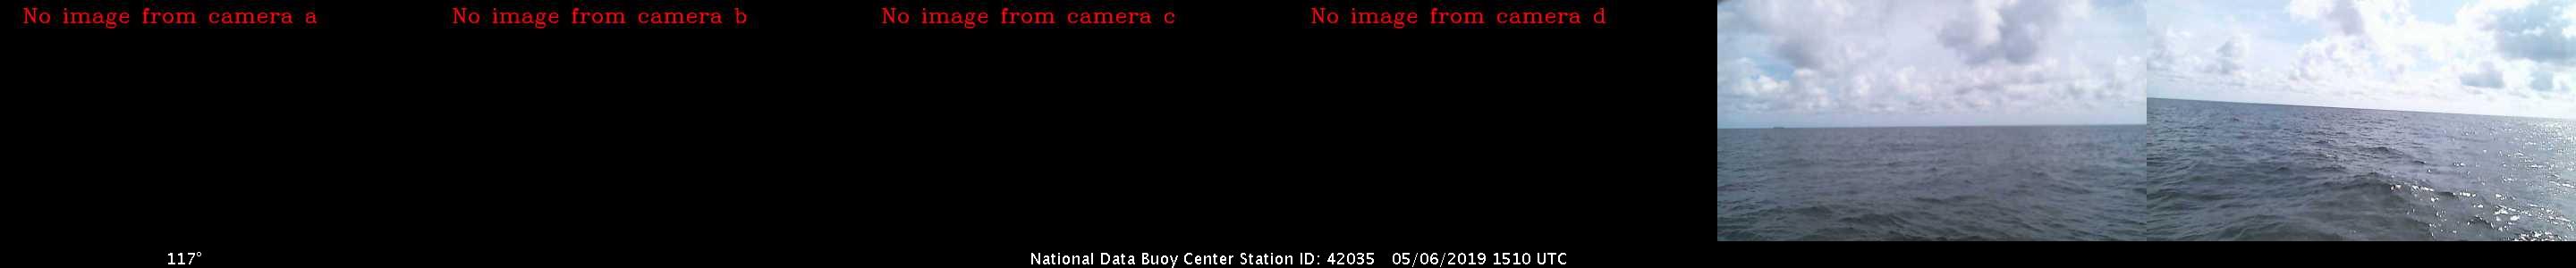 No image from camera a
No image from camera b
No image from camera c
No image from camera d
117°
National Data Buoy Center Station ID: 42035 05/06/2019 1510 UTC